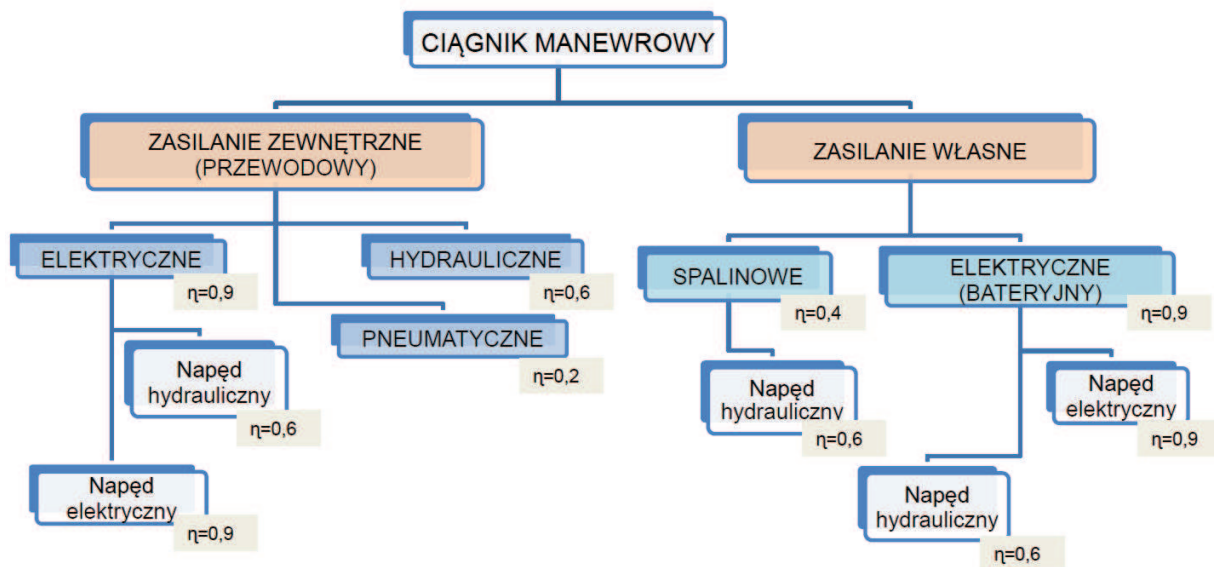 CIĄGNIK MANEWROWY
ZASILANIE ZEWNĘTRZNE
(PRZEWODOWY)
ZASILANIE WŁASNE
ELEKTRYCZNE
η=0,9
HYDRAULICZNE
η=0,6
PNEUMATYCZNE
η=0,2
Napęd
hydrauliczny
η=0,6
Napęd
elektryczny
η=0,9
SPALINOWE
η=0,4
ELEKTRYCZNE
(BATERYJNY)
η=0,9
Napęd
hydrauliczny
η=0,6
Napęd
elektryczny
η=0,9
Napęd
hydrauliczny
η=0,6